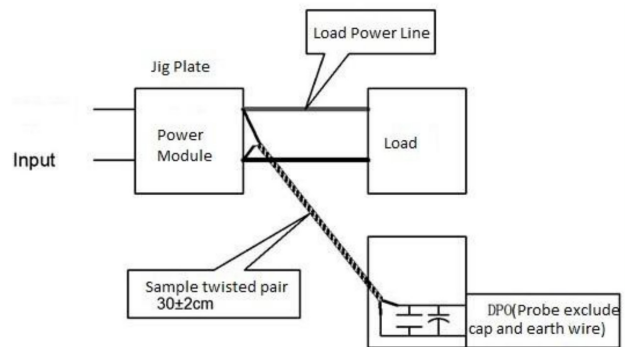 Load Power Line
Jig Plate
Power
Module
Load
Input
Sample twisted pair
30±2cm
DPO(Probe exclude
cap and earth wire)